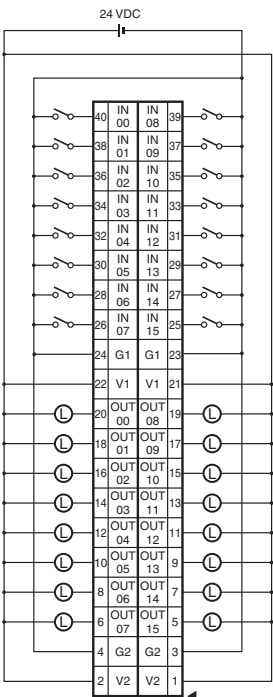 24 VDC
40 IN 00 IN 08 39
38 IN 01 IN 09 37
36 IN 02 IN 10 35
34 IN 03 IN 11 33
32 IN 04 IN 12 31
30 IN 05 IN 13 29
28 IN 06 IN 14 27
26 IN 07 IN 15 25
24 G1 G1 23
22 V1 V1 21
L 20 OUT 00 OUT 08 19 L
L 18 OUT 01 OUT 09 17 L
L 16 OUT 02 OUT 10 15 L
L 14 OUT 03 OUT 11 13 L
L 12 OUT 04 OUT 12 11 L
L 10 OUT 05 OUT 13 9 L
L 8 OUT 06 OUT 14 7 L
L 6 OUT 07 OUT 15 5 L
4 G2 G2 3
2 V2 V2 1